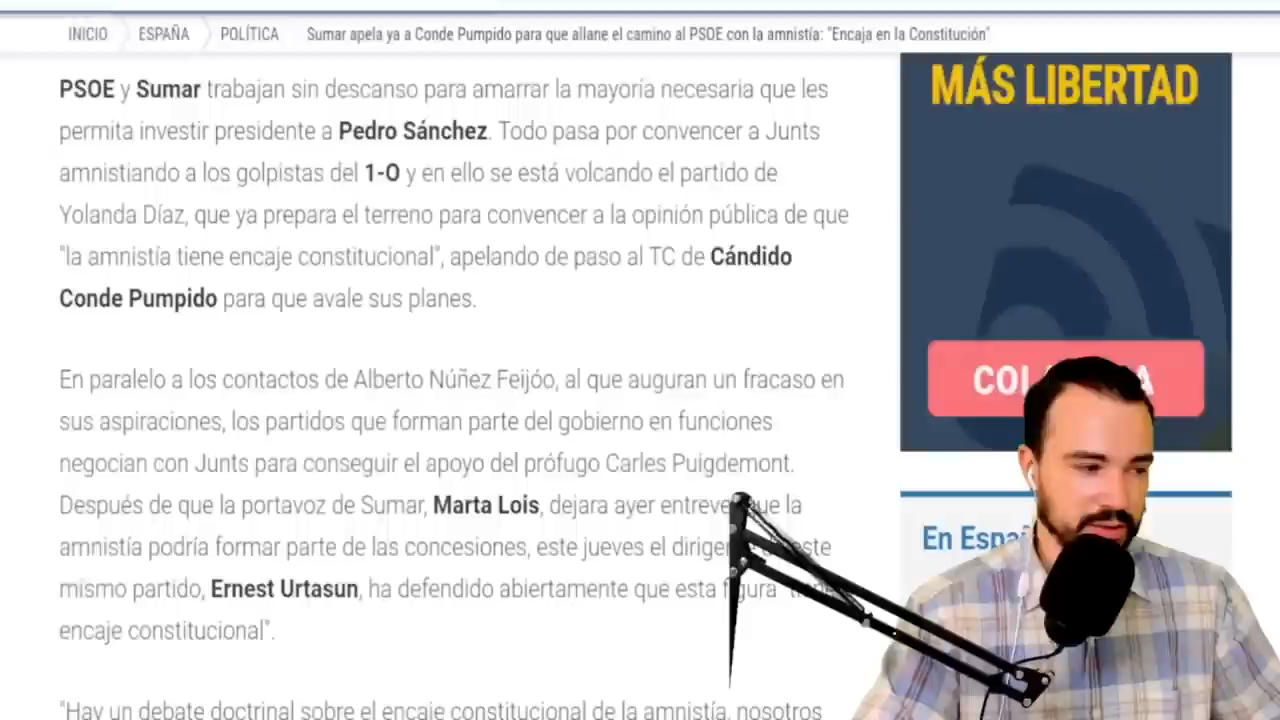 INICIO ESPAÑA POLÍTICA Sumar apela ya a Conde Pumpido para que allane el camino al PSOE con la amnistía: "Encaja en la Constitución"
PSOE y Sumar trabajan sin descanso para amarrar la mayoría necesaria que les
permita investir presidente a Pedro Sánchez. Todo pasa por convencer a Junts
amnistiando a los golpistas del 1-O y en ello se está volcando el partido de
Yolanda Díaz, que ya prepara el terreno para convencer a la opinión pública de que
"la amnistía tiene encaje constitucional", apelando de paso al TC de Cándido
Conde Pumpido para que avale sus planes.
En paralelo a los contactos de Alberto Núñez Feijóo, al que auguran un fracaso en
sus aspiraciones, los partidos que forman parte del gobierno en funciones
negocian con Junts para conseguir el apoyo del prófugo Carles Puigdemont.
Después de que la portavoz de Sumar, Marta Lois, dejara ayer entrever que la
amnistía podría formar parte de las concesiones, este jueves el este
mismo partido, Ernest Urtasun, ha defendido abiertamente que esta figura
encaje constitucional".
"Hay un debate doctrinal sobre el encaje constitucional de la amnistía, nosotros
MÁS LIBERTAD
En